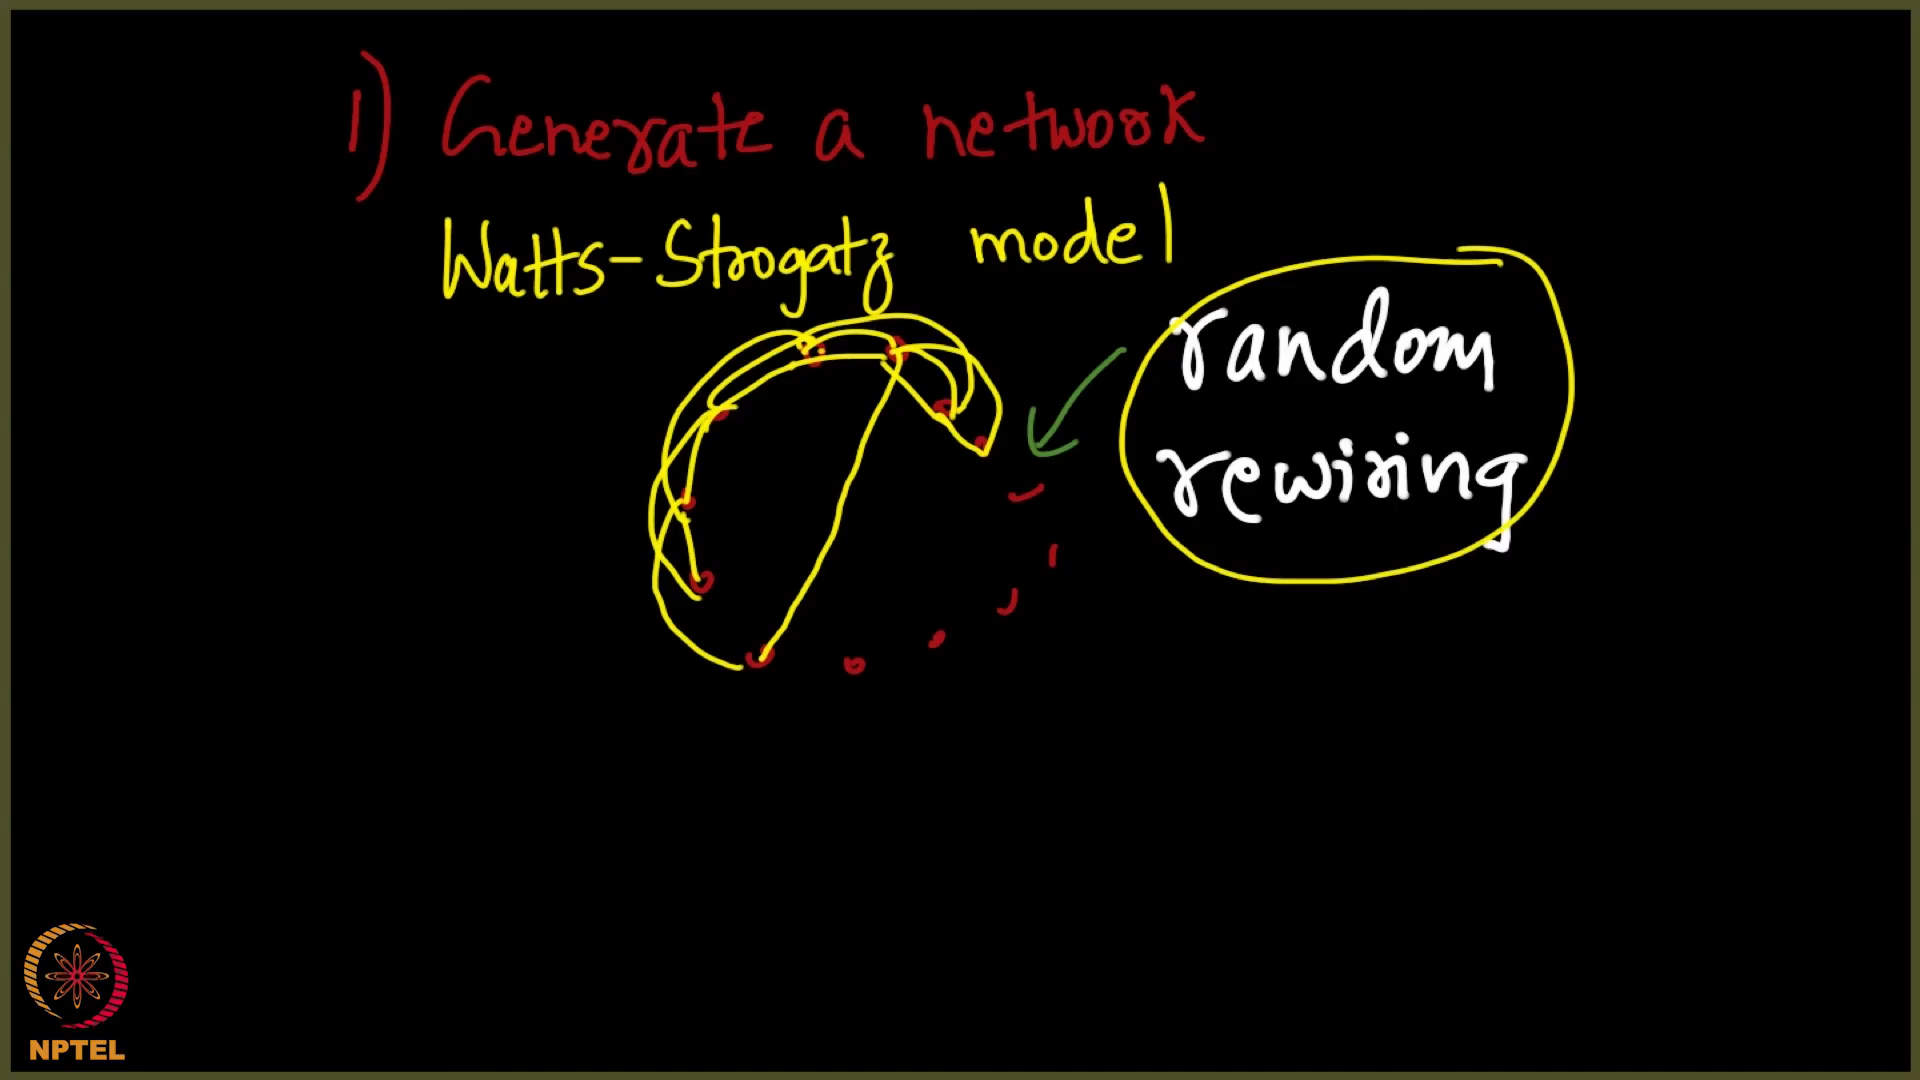 1) Generate a network
Watts-Strogatz model
random
rewiring
NPTEL